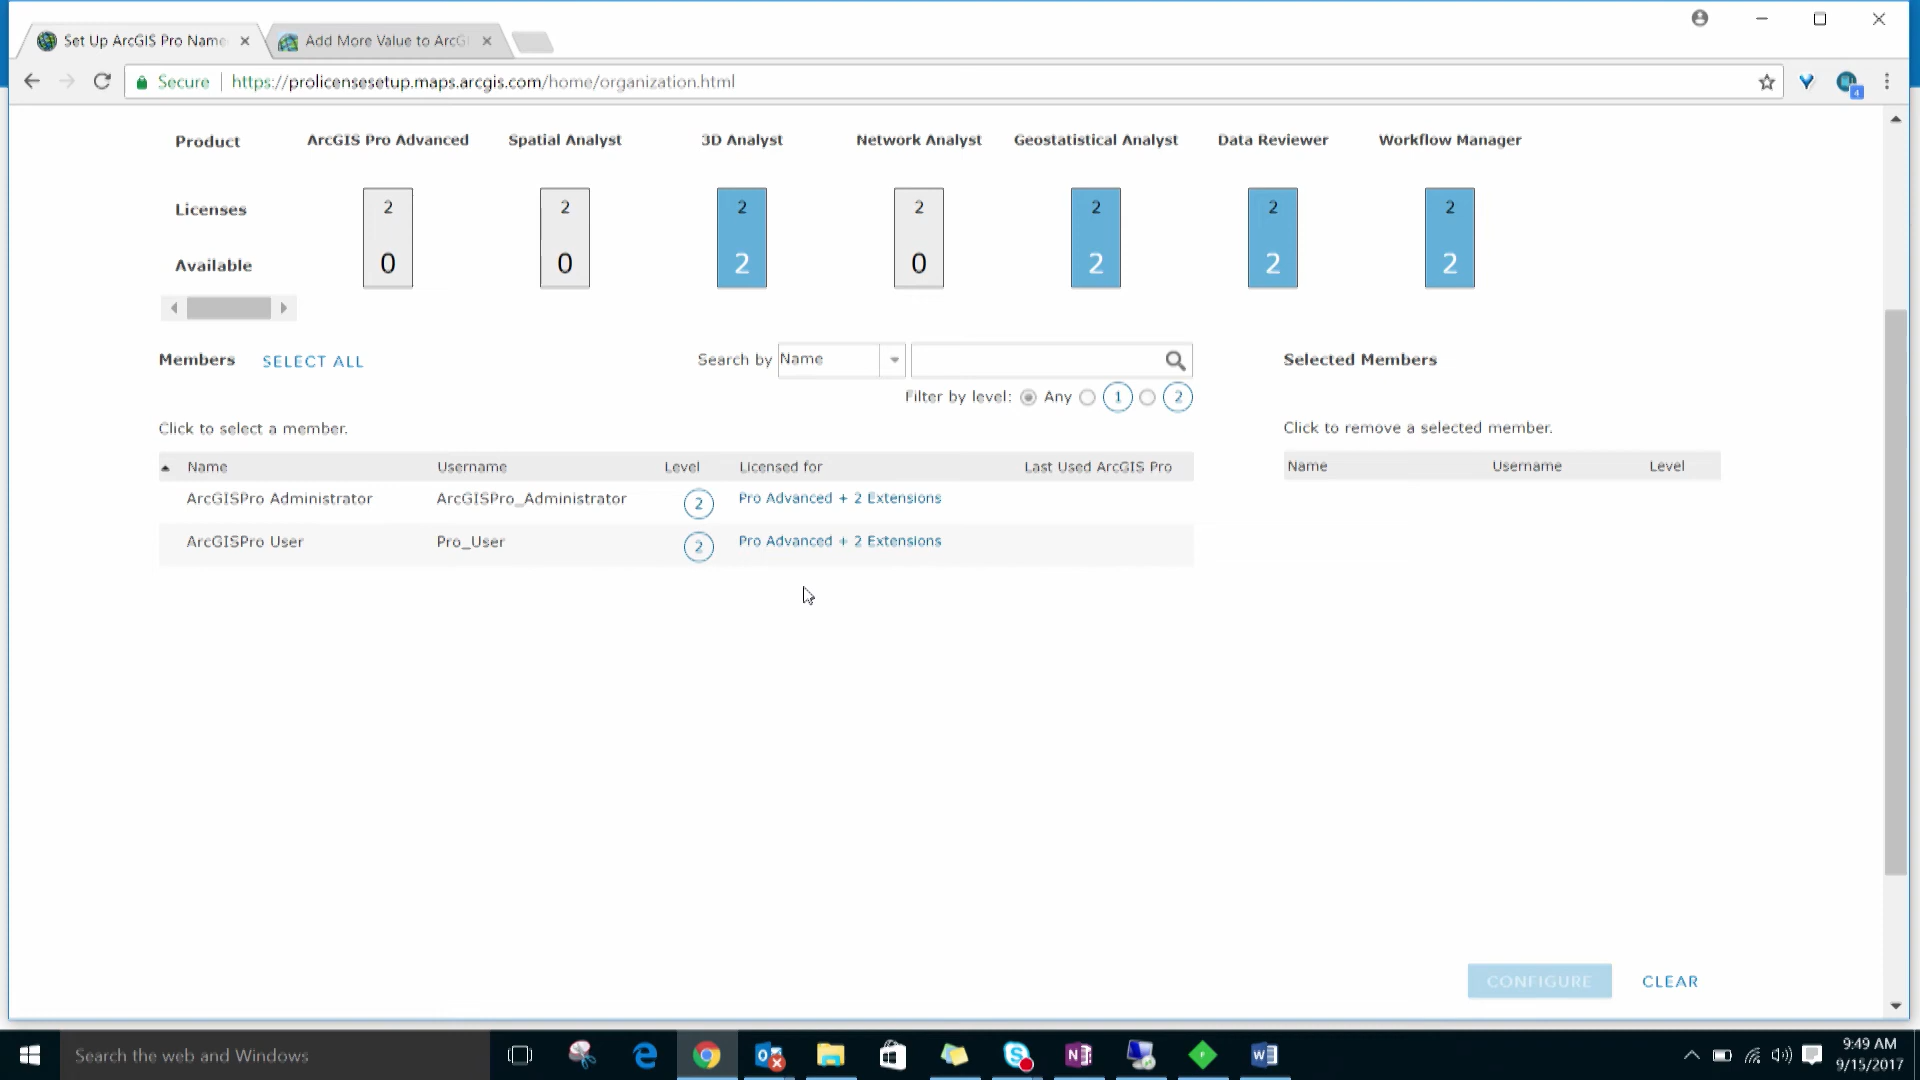 Set Up ArcGIS Pro Name
Add More Value to ArcG
Secure
https://prolicensesetup.maps.arcgis.com/home/organization.html
4
Product ArcGIS Pro Advanced Spatial Analyst 3D Analyst Network Analyst Geostatistical Analyst Data Reviewer Workflow Manager
Licenses 2 2 2 2 2 2 2
Available 0 0 2 0 2 2 2
Members SELECT ALL
Search by Name
Selected Members
Filter by level: Any 1 2
Click to select a member.
Click to remove a selected member.
Name Username Level Licensed for Last Used ArcGIS Pro
Name Username Level
ArcGISPro Administrator ArcGISPro_Administrator 2 Pro Advanced + 2 Extensions
ArcGISPro User Pro_User 2 Pro Advanced + 2 Extensions
CONFIGURE CLEAR
Search the web and Windows
9:49 AM
9/15/2017